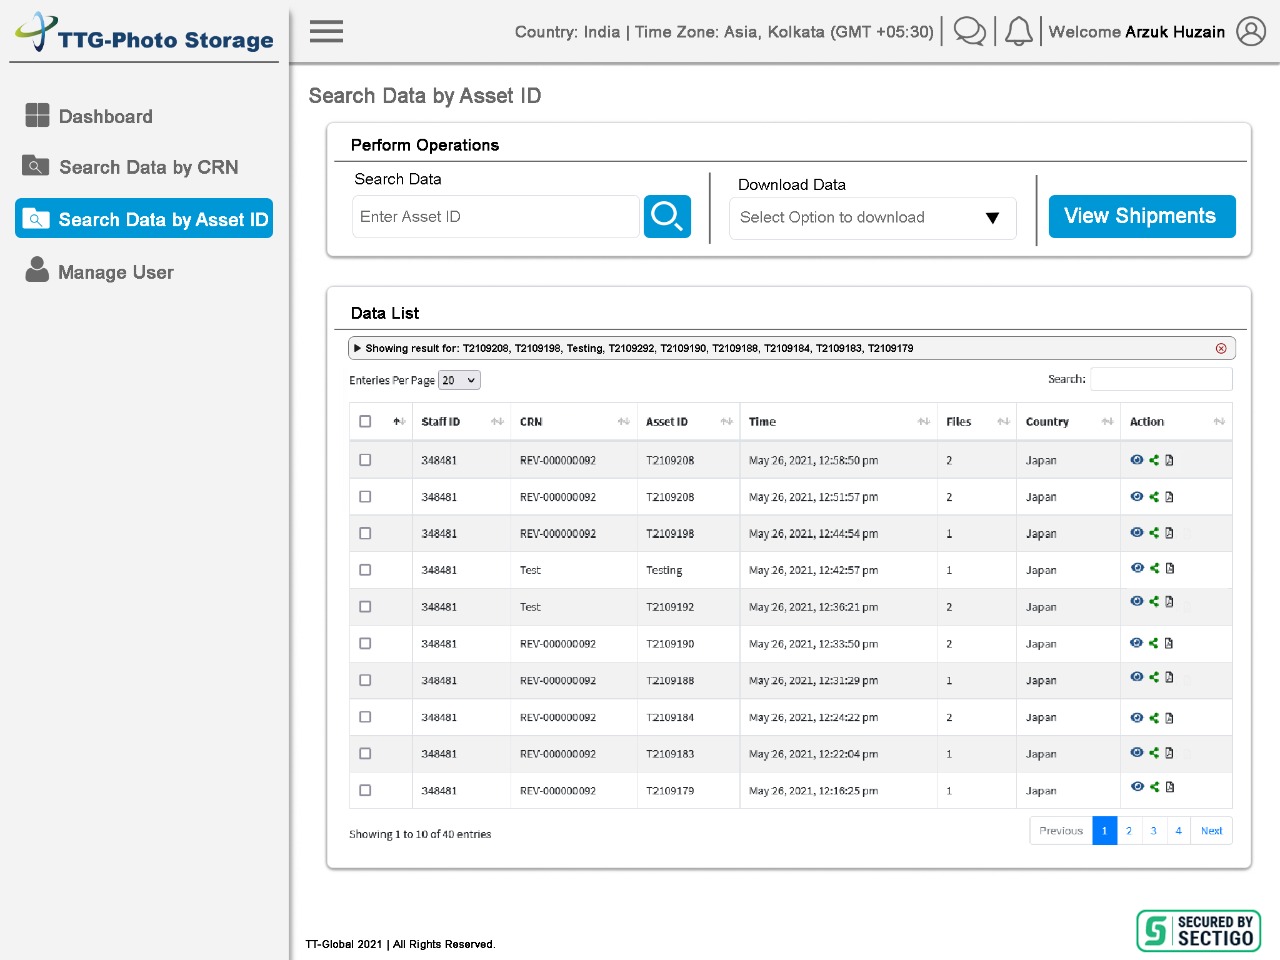 TTG-Photo Storage
Country: India | Time Zone: Asia, Kolkata (GMT +05:30)
Welcome Arzuk Huzain
Dashboard
Search Data by CRN
Search Data by Asset ID
Manage User
Search Data by Asset ID
Perform Operations
Search Data
Enter Asset ID
Download Data
Select Option to download
View Shipments
Data List
Showing result for: T2109208, T2109198, Testing, T2109292, T2109190, T2109188, T2109184, T2109183, T2109179
Enteries Per Page 20
Search:
Staff ID CRN Asset ID Time Files Country Action
348481 REV-000000092 T2109208 May 26, 2021, 12:58:50 pm 2 Japan
348481 REV-000000092 T2109208 May 26, 2021, 12:51:57 pm 2 Japan
348481 REV-000000092 T2109198 May 26, 2021, 12:44:54 pm 1 Japan
348481 Test Testing May 26, 2021, 12:42:57 pm 1 Japan
348481 Test T2109192 May 26, 2021, 12:36:21 pm 2 Japan
348481 REV-000000092 T2109190 May 26, 2021, 12:33:50 pm 2 Japan
348481 REV-000000092 T2109188 May 26, 2021, 12:31:29 pm 1 Japan
348481 REV-000000092 T2109184 May 26, 2021, 12:24:22 pm 2 Japan
348481 REV-000000092 T2109183 May 26, 2021, 12:22:04 pm 1 Japan
348481 REV-000000092 T2109179 May 26, 2021, 12:16:25 pm 1 Japan
Showing 1 to 10 of 40 entries
Previous 1 2 3 4 Next
TT-Global 2021 | All Rights Reserved.
SECURED BY
SECTIGO